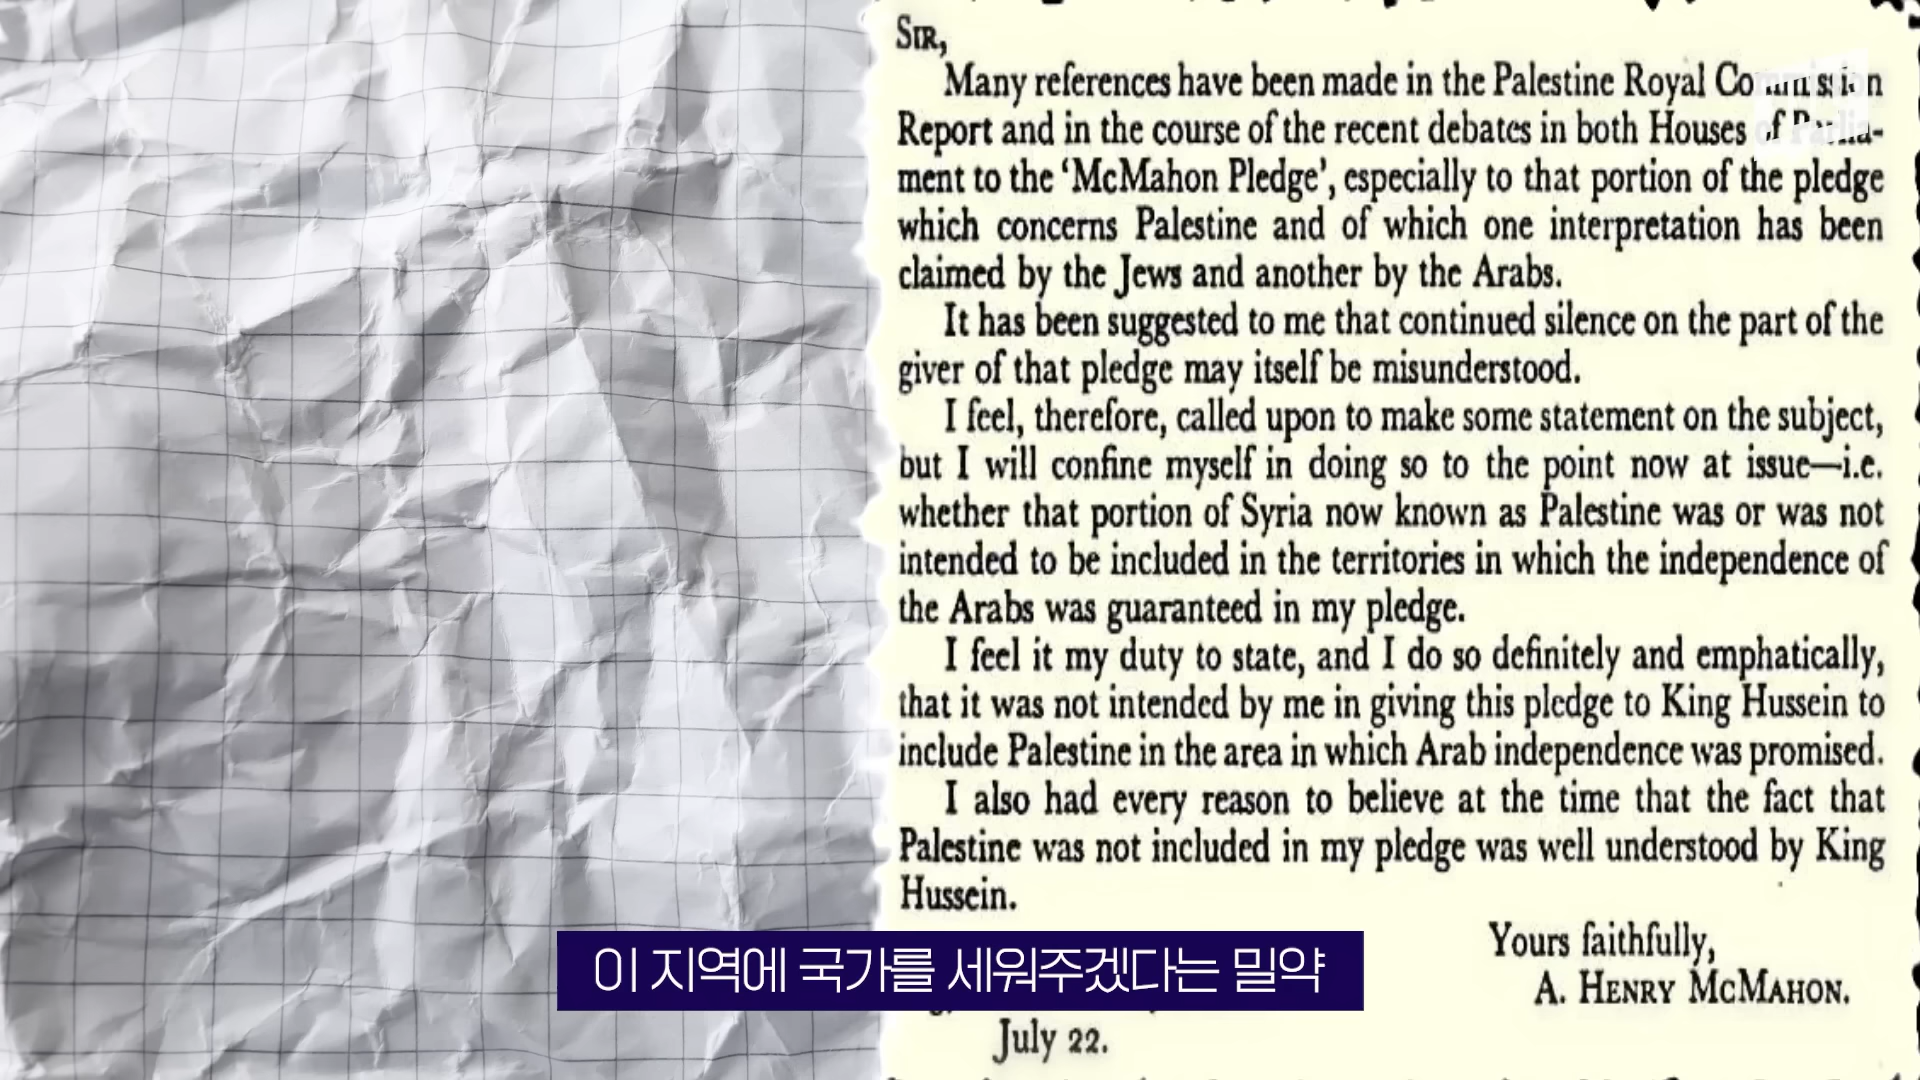 SIR,
Many references have been made in the Palestine Royal Commission
Report and in the course of the recent debates in both Houses of Parlia-
ment to the ‘McMahon Pledge’, especially to that portion of the pledge
which concerns Palestine and of which one interpretation has been
claimed by the Jews and another by the Arabs.
It has been suggested to me that continued silence on the part of the
giver of that pledge may itself be misunderstood.
I feel, therefore, called upon to make some statement on the subject,
but I will confine myself in doing so to the point now at issue—i.e.
whether that portion of Syria now known as Palestine was or was not
intended to be included in the territories in which the independence of
the Arabs was guaranteed in my pledge.
I feel it my duty to state, and I do so definitely and emphatically,
that it was not intended by me in giving this pledge to King Hussein to
include Palestine in the area in which Arab independence was promised.
I also had every reason to believe at the time that the fact that
Palestine was not included in my pledge was well understood by King
Hussein.
Yours faithfully,
A. HENRY MCMAHON.
이 지역에 국가를 세워주겠다는 밀약
July 22.